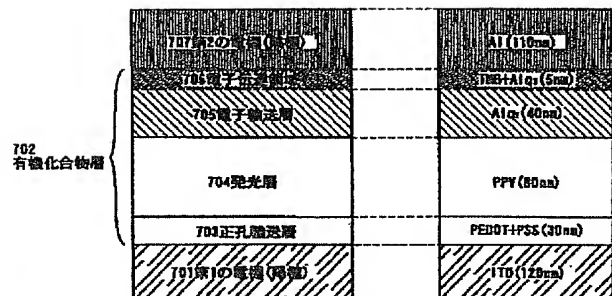 707第2の電極(陰極)
Al(110nm)
706電子
705電子輸送層
Alq₃(40nm)
702
有機化合物層
704発光層
PPV(80nm)
703正孔輸送層
PEDOT+PSS(30nm)
701第1の電極(陽極)
ITO(120nm)